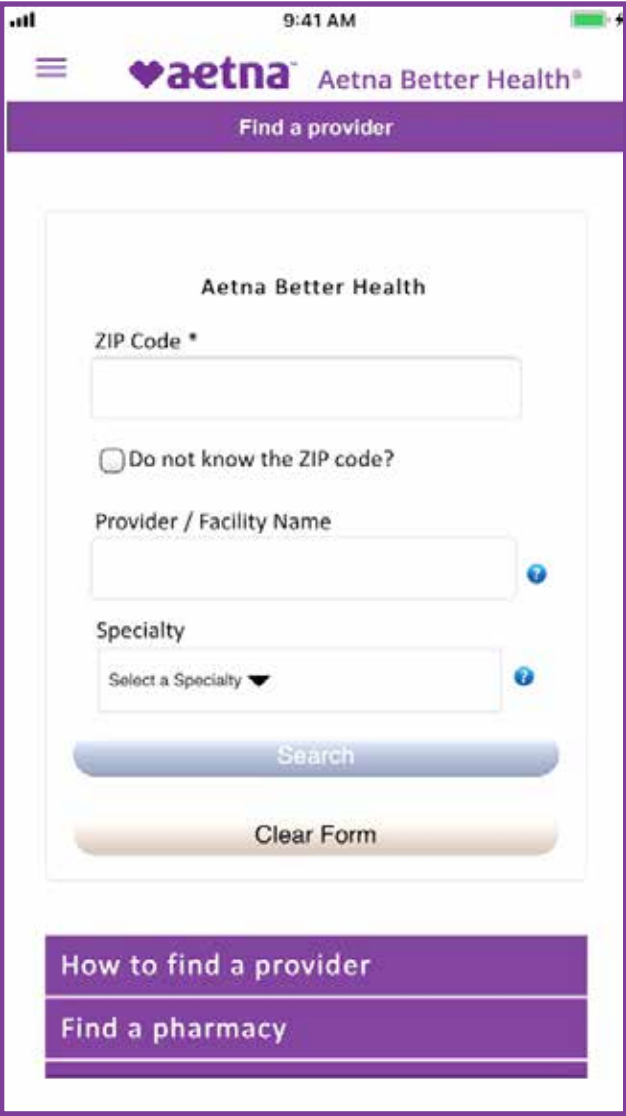 9:41 AM
aetna™ Aetna Better Health®
Find a provider
Aetna Better Health
ZIP Code *
Do not know the ZIP code?
Provider / Facility Name
?
Specialty
Select a Specialty
?
Search
Clear Form
How to find a provider
Find a pharmacy